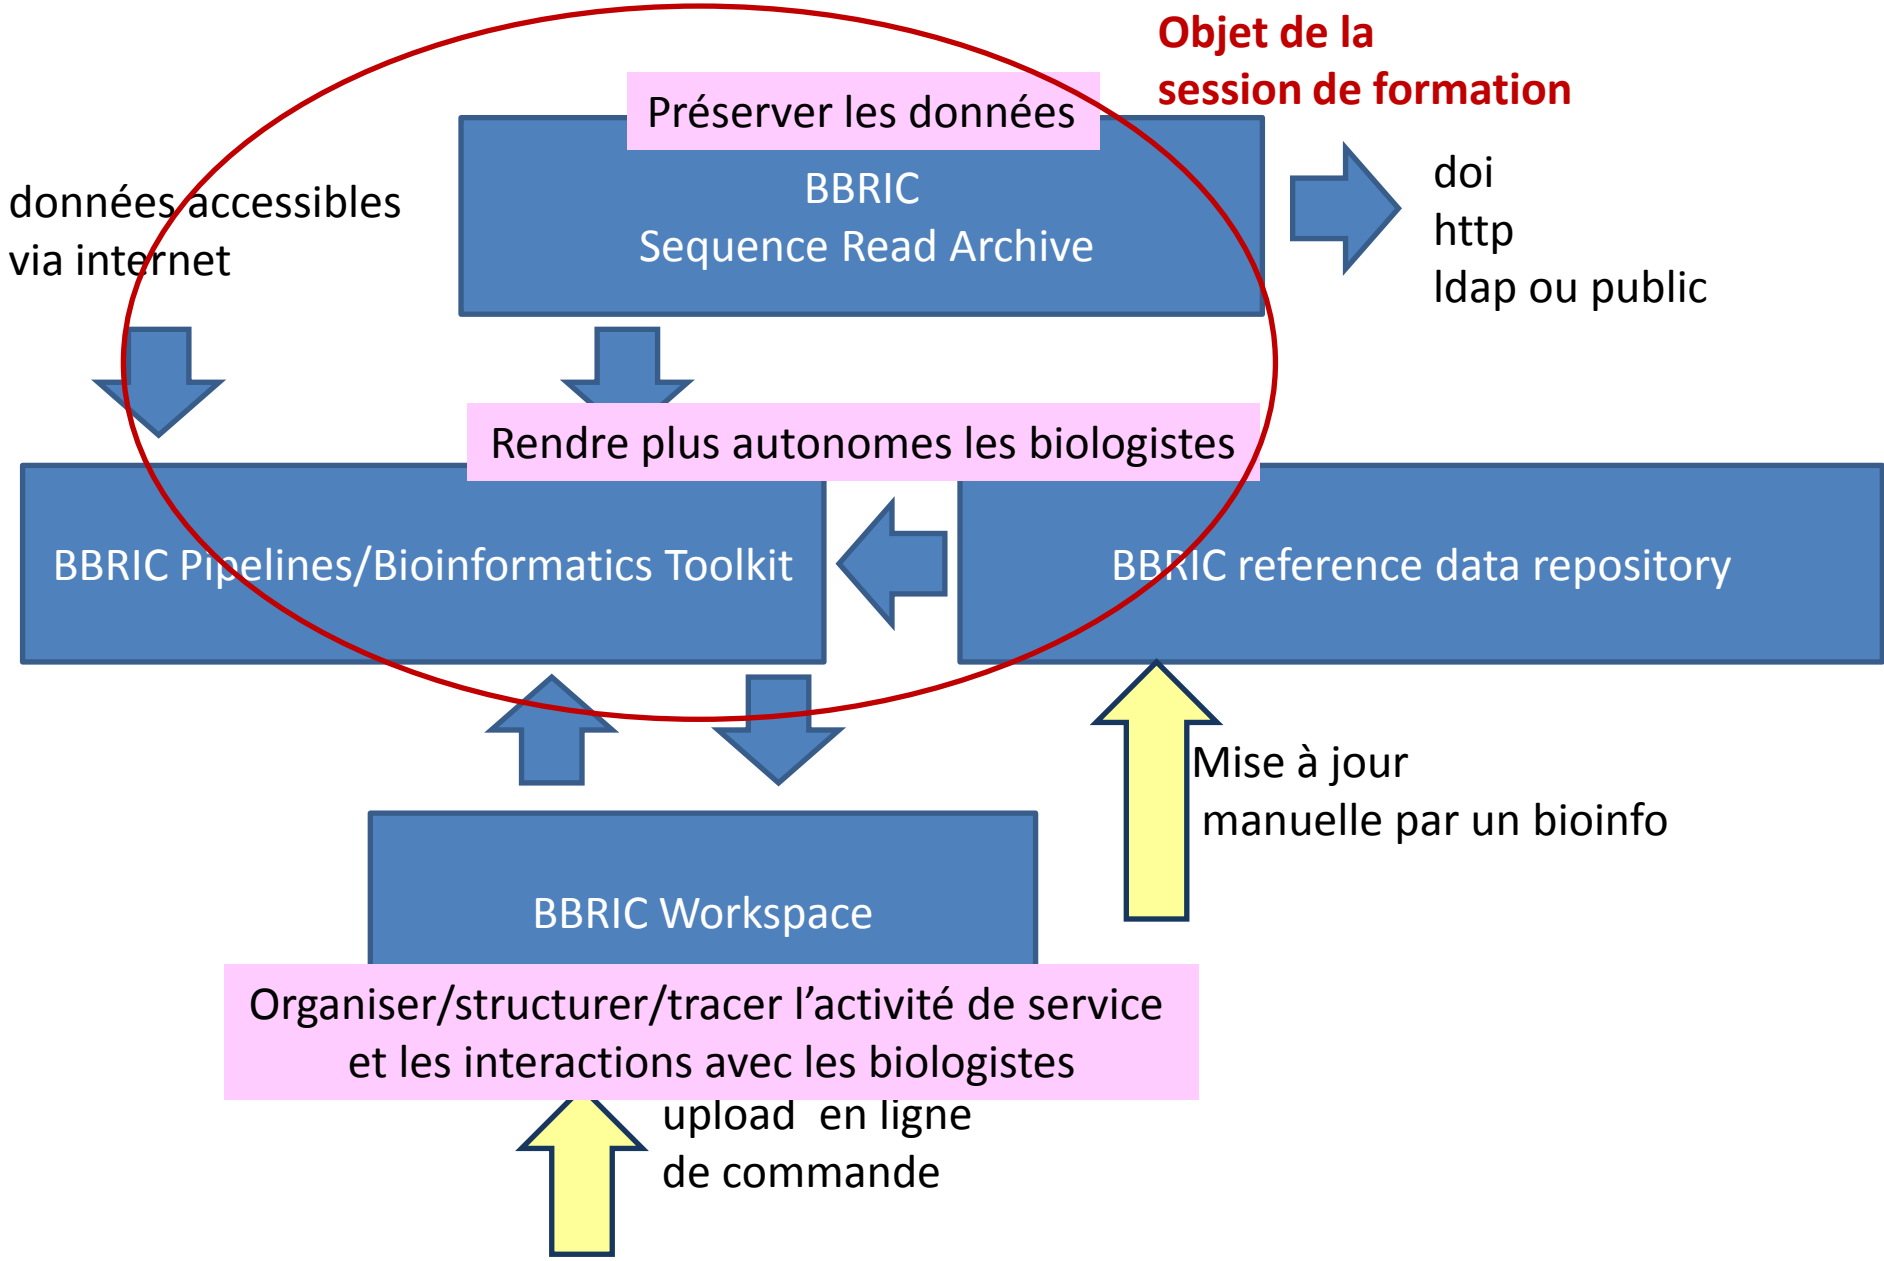 Objet de la
session de formation
Préserver les données
BBRIC
Sequence Read Archive
doi
http
ldap ou public
données accessibles
via internet
Rendre plus autonomes les biologistes
BBRIC Pipelines/Bioinformatics Toolkit
BBRIC reference data repository
Mise à jour
manuelle par un bioinfo
BBRIC Workspace
Organiser/structurer/tracer l’activité de service
et les interactions avec les biologistes
upload en ligne
de commande